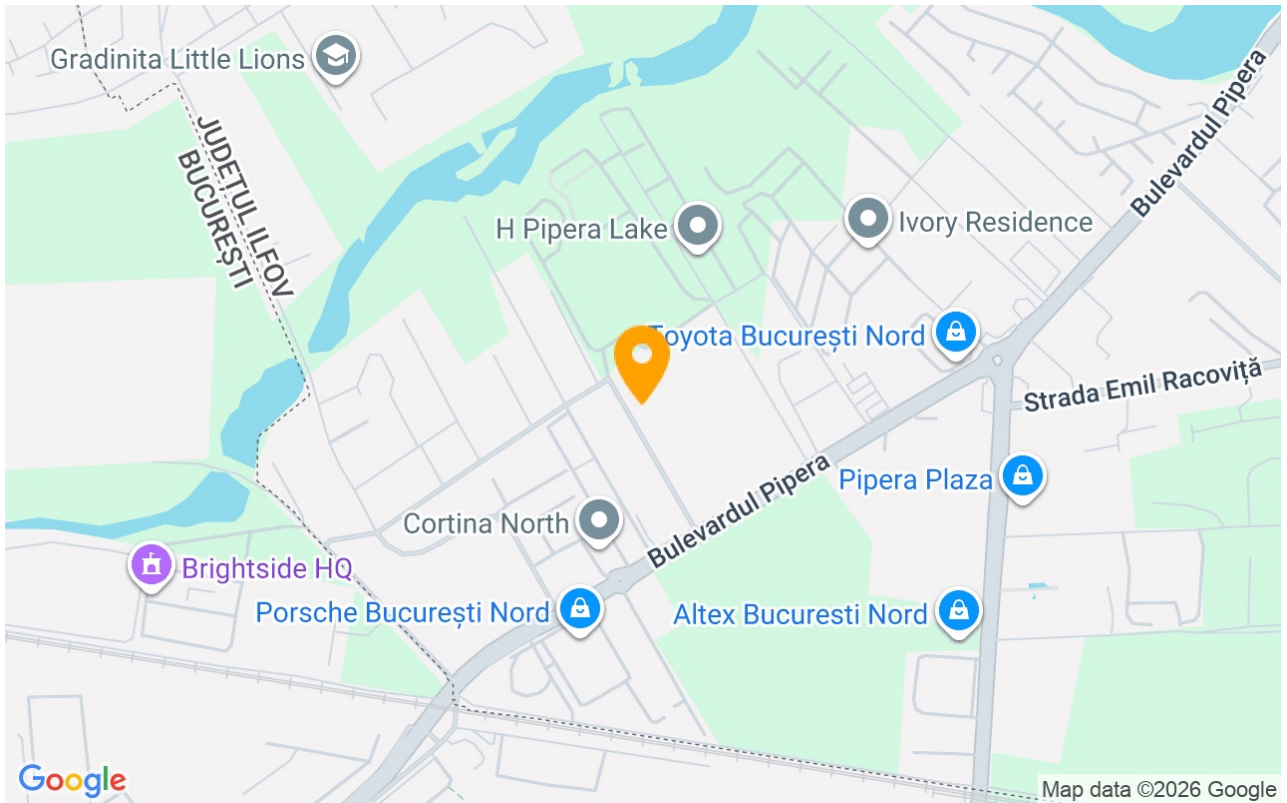 Gradinita Little Lions
Bulevardul Pipera
JUDEȚUL ILFOV
BUCUREȘTI
H Pipera Lake
Ivory Residence
Toyota București Nord
Strada Emil Racoviță
Bulevardul Pipera
Pipera Plaza
Cortina North
Brightside HQ
Porsche București Nord
Altex Bucuresti Nord
Google
Map data ©2026 Google